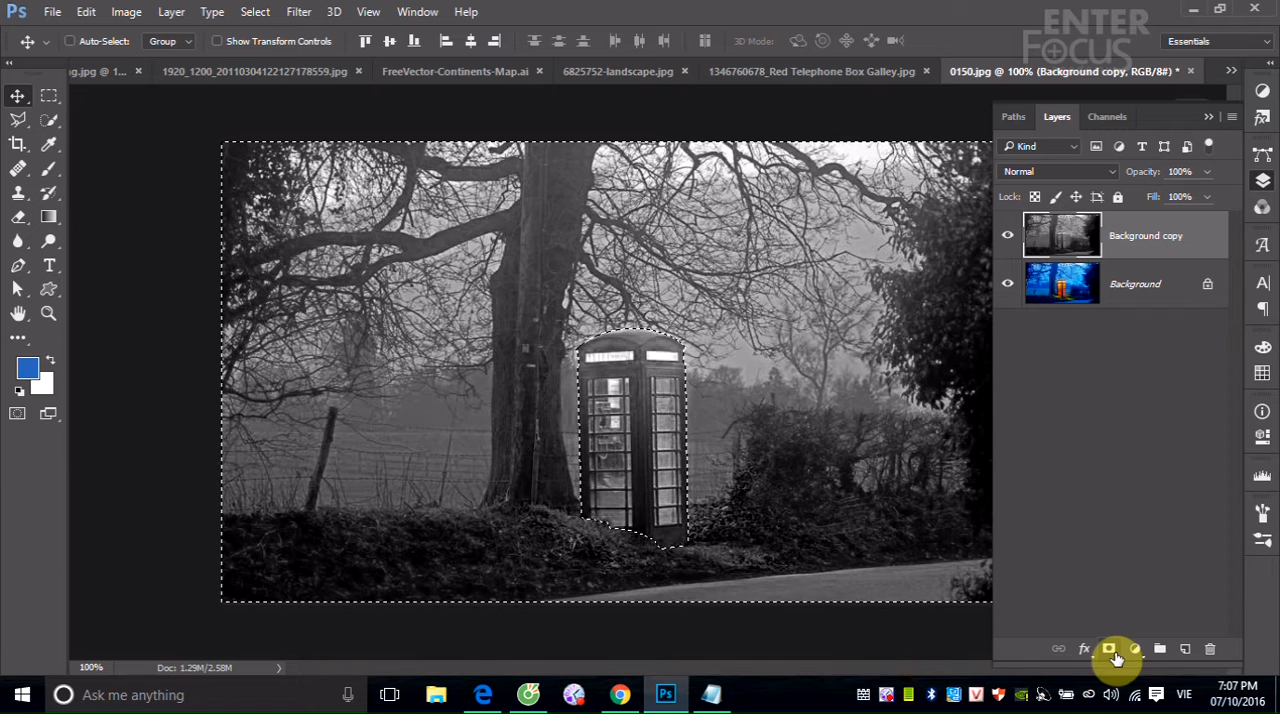 Ps File Edit Image Layer Type Select Filter 3D View Window Help
ENTER
FOCUS
Auto-Select: Group Show Transform Controls 3D Mode: Essentials
ng.jpg @ 1... × 1920_1200_20110304122127178559.jpg × FreeVector-Continents-Map.ai × 6825752-landscape.jpg × 1346760678_Red Telephone Box Galley.jpg × 0150.jpg @ 100% (Background copy, RGB/8#) * ×
Paths Layers Channels
Kind
Normal Opacity: 100%
Lock: Fill: 100%
Background copy
Background
fx
100% Doc: 1.29M/2.58M
Ask me anything
VIE
7:07 PM
07/10/2016